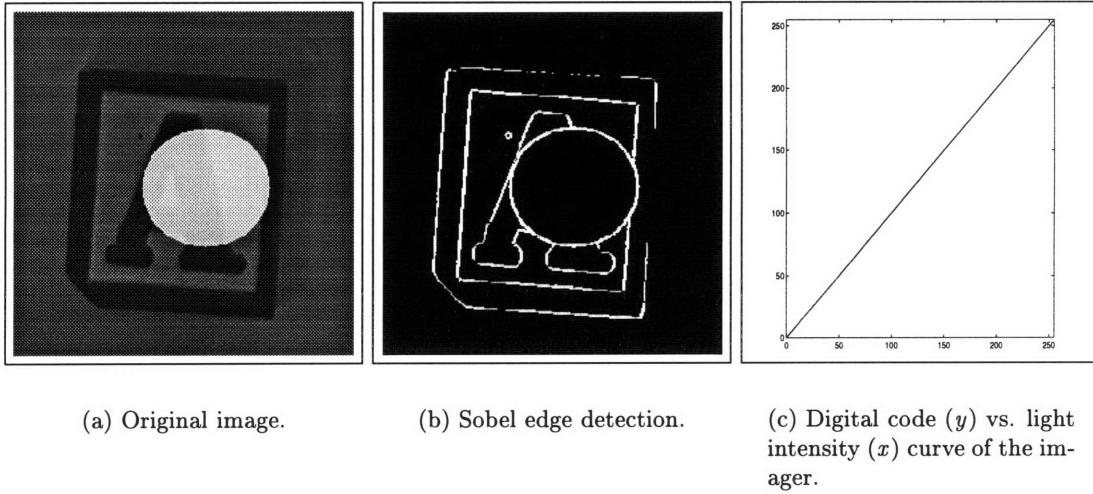 250
200
150
100
50
0
0 50 100 150 200 250
(a) Original image.
(b) Sobel edge detection.
(c) Digital code (y) vs. light
intensity (x) curve of the im-
ager.